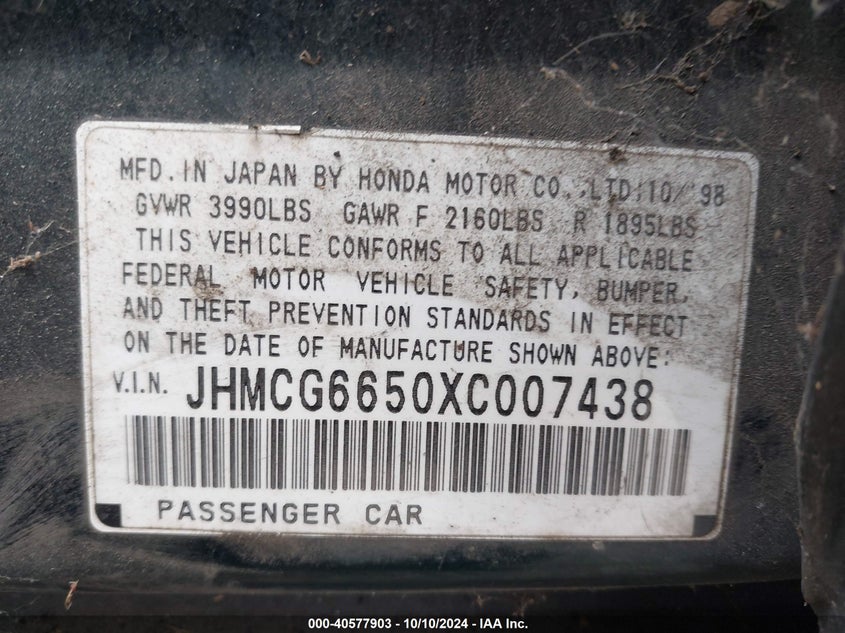 MFD. IN JAPAN BY HONDA MOTOR CO., LTD; 10/'98
GVWR 3990LBS GAWR F 2160LBS R 1895LBS
THIS VEHICLE CONFORMS TO ALL APPLICABLE
FEDERAL MOTOR VEHICLE SAFETY, BUMPER,
AND THEFT PREVENTION STANDARDS IN EFFECT
ON THE DATE OF MANUFACTURE SHOWN ABOVE.
V.I.N. JHMCG6650XC007438
PASSENGER CAR
000-40577903 - 10/10/2024 - © IAA, Inc.